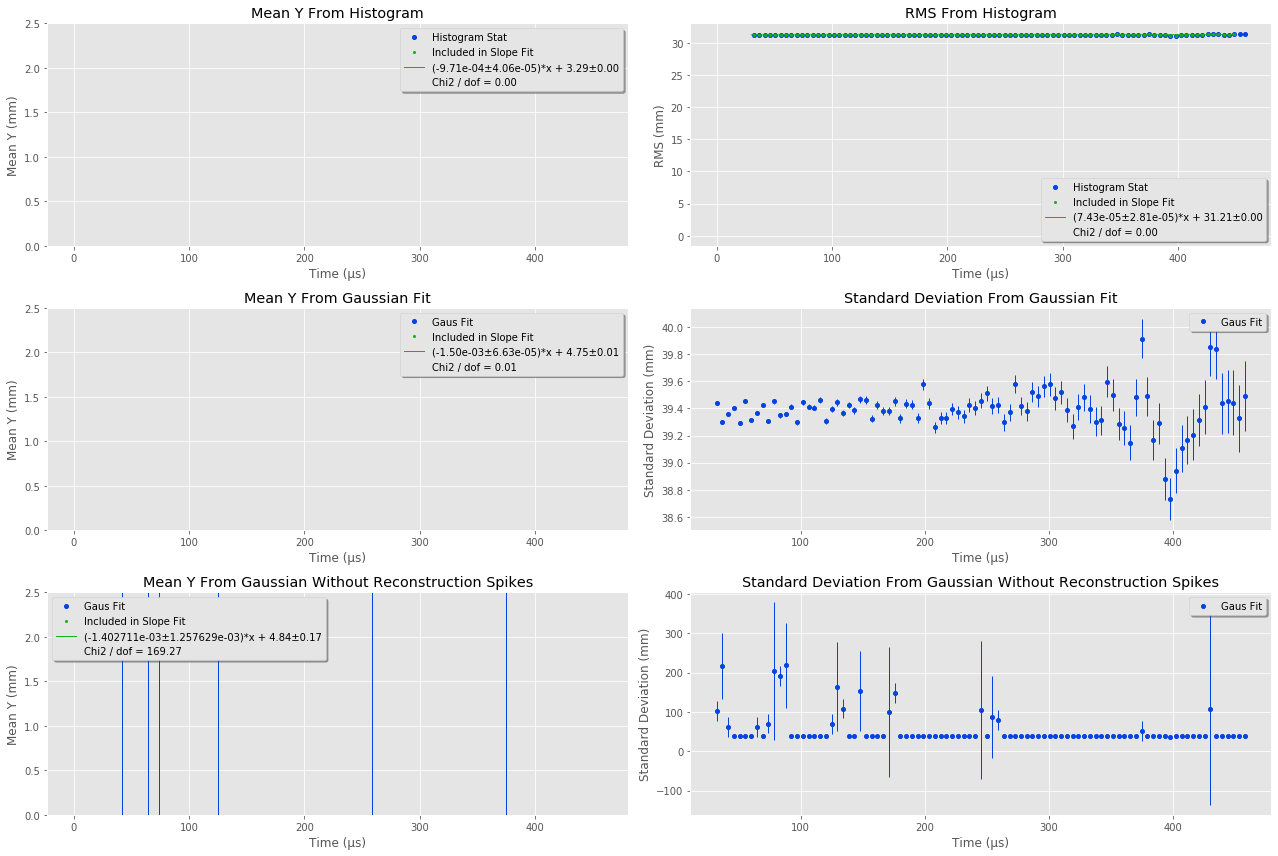 Mean Y From Histogram
2.5
2.0
1.5
1.0
0.5
0.0
Mean Y (mm)
Histogram Stat
Included in Slope Fit
(-9.71e-04±4.06e-05)*x + 3.29±0.00
Chi2 / dof = 0.00
0 100 200 300 400
Time (µs)
RMS From Histogram
30
25
20
15
10
5
0
RMS (mm)
Histogram Stat
Included in Slope Fit
(7.43e-05±2.81e-05)*x + 31.21±0.00
Chi2 / dof = 0.00
0 100 200 300 400
Time (µs)
Mean Y From Gaussian Fit
2.5
2.0
1.5
1.0
0.5
0.0
Mean Y (mm)
Gaus Fit
Included in Slope Fit
(-1.50e-03±6.63e-05)*x + 4.75±0.01
Chi2 / dof = 0.01
0 100 200 300 400
Time (µs)
Standard Deviation From Gaussian Fit
40.0
39.8
39.6
39.4
39.2
39.0
38.8
38.6
Standard Deviation (mm)
Gaus Fit
100 200 300 400
Time (µs)
Mean Y From Gaussian Without Reconstruction Spikes
2.5
2.0
1.5
1.0
0.5
0.0
Mean Y (mm)
Gaus Fit
Included in Slope Fit
(-1.402711e-03±1.257629e-03)*x + 4.84±0.17
Chi2 / dof = 169.27
0 100 200 300 400
Time (µs)
Standard Deviation From Gaussian Without Reconstruction Spikes
400
300
200
100
0
−100
Standard Deviation (mm)
Gaus Fit
100 200 300 400
Time (µs)